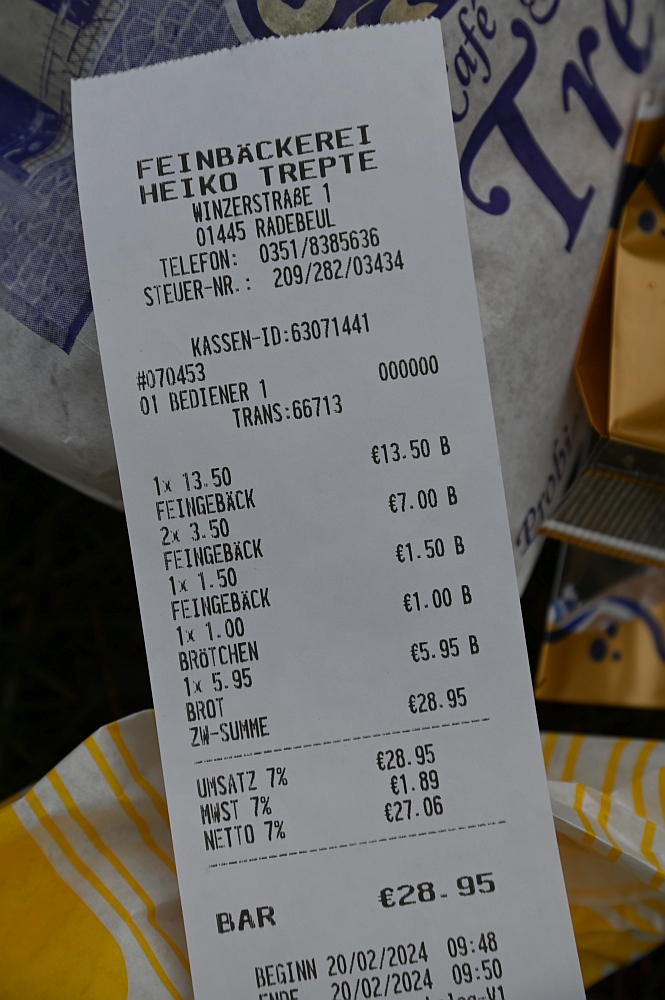 Café &
Tre
FEINBÄCKEREI
HEIKO TREPTE
WINZERSTRAßE 1
01445 RADEBEUL
TELEFON: 0351/8385636
STEUER-NR.: 209/282/03434
KASSEN-ID:63071441
#070453 000000
01 BEDIENER 1
TRANS:66713
1x 13.50 €13.50 B
FEINGEBÄCK
2x 3.50 €7.00 B
FEINGEBÄCK
1x 1.50 €1.50 B
FEINGEBÄCK
1x 1.00 €1.00 B
BRöTCHEN
1x 5.95 €5.95 B
BROT
ZW-SUMME €28.95
UMSATZ 7% €28.95
MWST 7% €1.89
NETTO 7% €27.06
BAR €28.95
BEGINN 20/02/2024 09:48
ENDE 20/02/2024 09:50
Probi